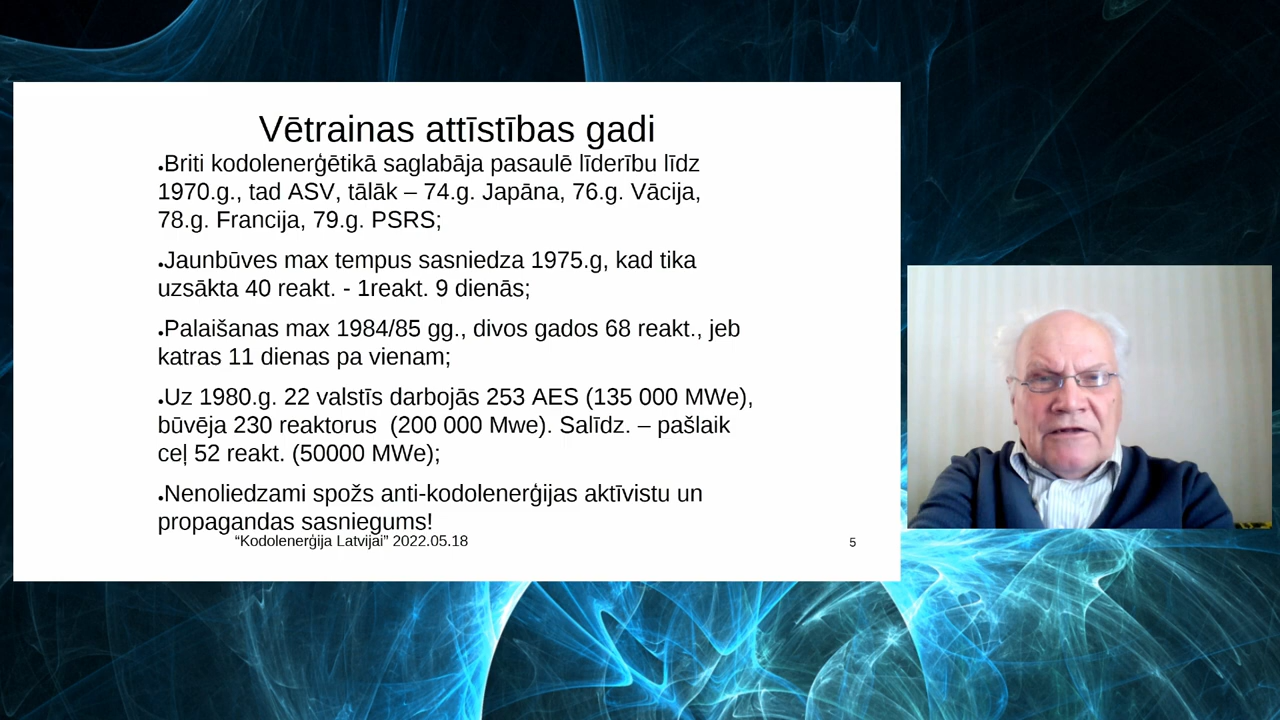 Vētrainas attīstības gadi
•Briti kodolenerģētikā saglabāja pasaulē līderību līdz
1970.g., tad ASV, tālāk – 74.g. Japāna, 76.g. Vācija,
78.g. Francija, 79.g. PSRS;
•Jaunbūves max tempus sasniedza 1975.g, kad tika
uzsākta 40 reakt. - 1reakt. 9 dienās;
•Palaišanas max 1984/85 gg., divos gados 68 reakt., jeb
katras 11 dienas pa vienam;
•Uz 1980.g. 22 valstīs darbojās 253 AES (135 000 MWe),
būvēja 230 reaktorus  (200 000 Mwe). Salīdz. – pašlaik
ceļ 52 reakt. (50000 MWe);
•Nenoliedzami spožs anti-kodolenerģijas aktīvistu un
propagandas sasniegums!
“Kodolenerģija Latvijai” 2022.05.18
5